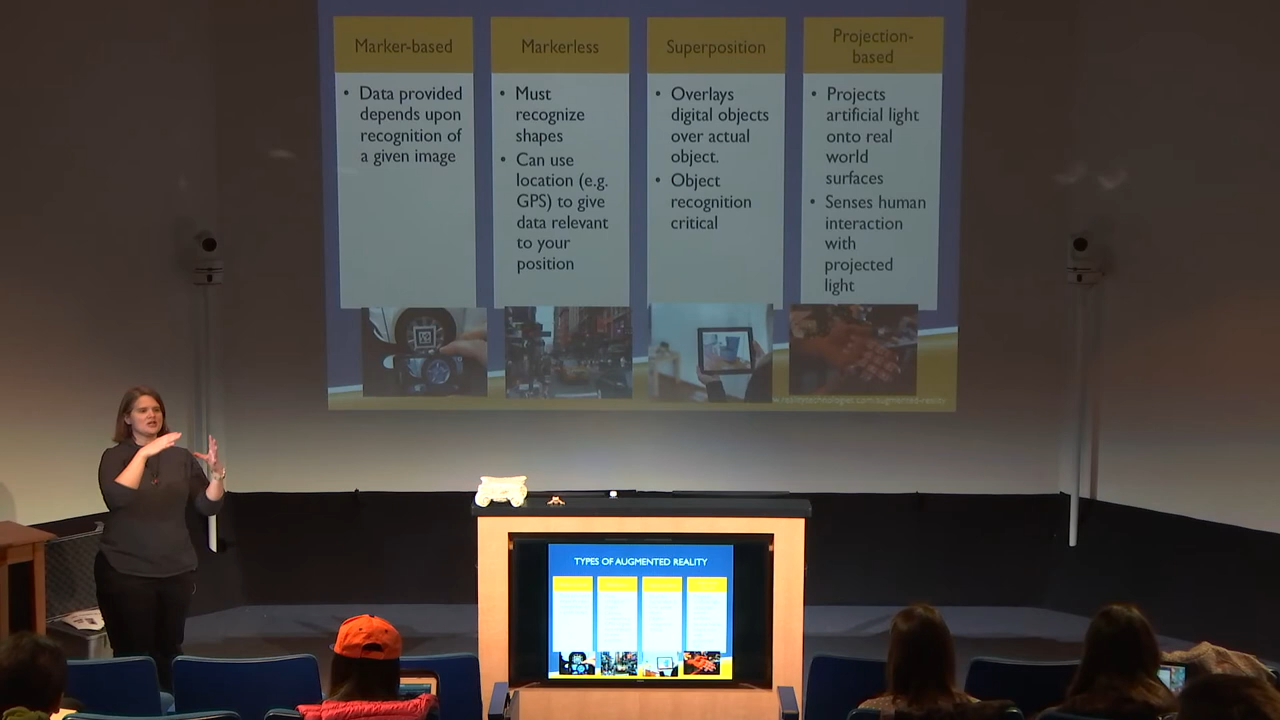 Marker-based
• Data provided
depends upon
recognition of
a given image
Markerless
• Must
recognize
shapes
• Can use
location (e.g.
GPS) to give
data relevant
to your
position
Superposition
• Overlays
digital objects
over actual
object.
• Object
recognition
critical
Projection-
based
• Projects
artificial light
onto real
world
surfaces
• Senses human
interaction
with
projected
light
TYPES OF AUGMENTED REALITY